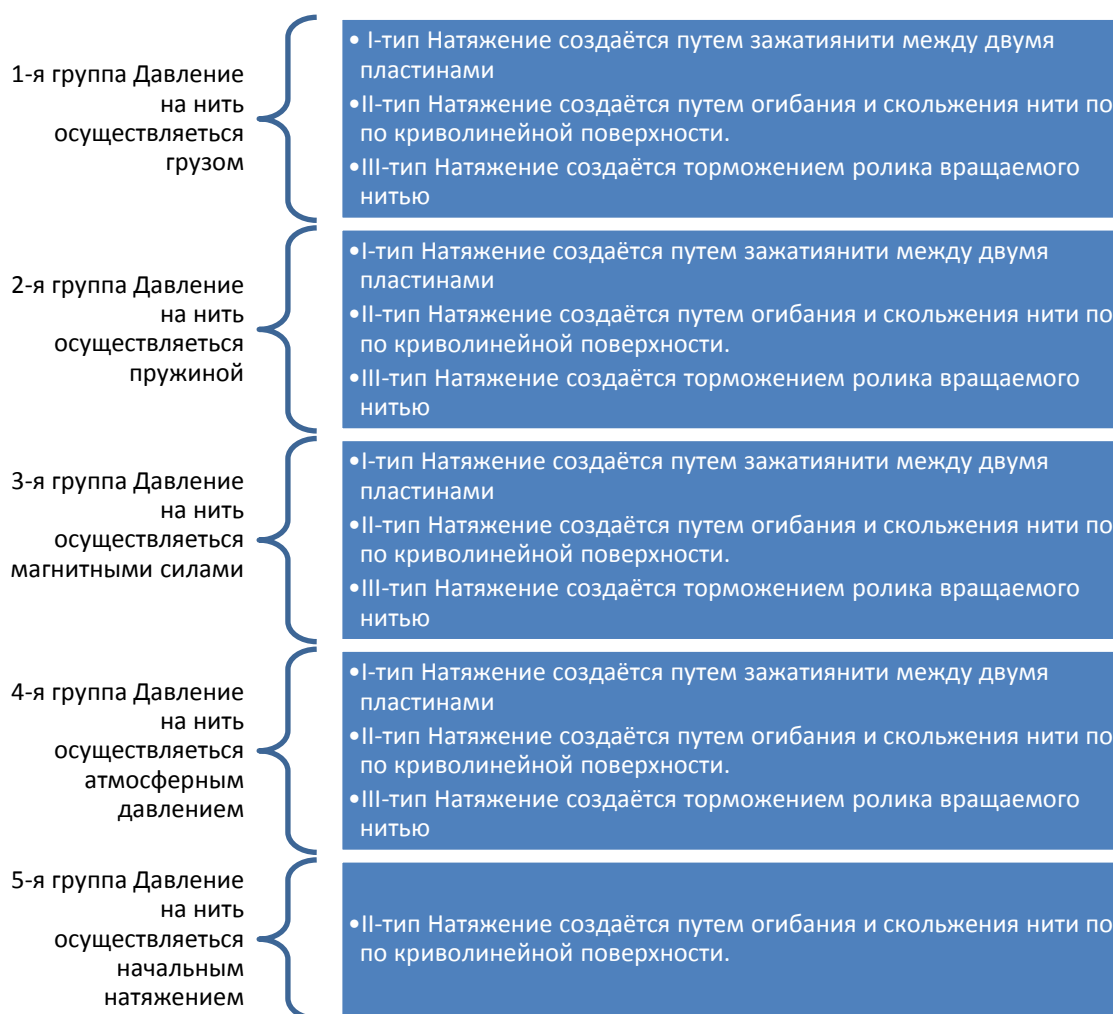 1-я группа Давление
на нить
осуществляеться
грузом
• I-тип Натяжение создаётся путем зажатиянити между двумя
пластинами
•II-тип Натяжение создаётся путем огибания и скольжения нити по
по криволинейной поверхности.
•III-тип Натяжение создаётся торможением ролика вращаемого
нитью
2-я группа Давление
на нить
осуществляеться
пружиной
•I-тип Натяжение создаётся путем зажатиянити между двумя
пластинами
•II-тип Натяжение создаётся путем огибания и скольжения нити по
по криволинейной поверхности.
•III-тип Натяжение создаётся торможением ролика вращаемого
нитью
3-я группа Давление
на нить
осуществляеться
магнитными силами
•I-тип Натяжение создаётся путем зажатиянити между двумя
пластинами
•II-тип Натяжение создаётся путем огибания и скольжения нити по
по криволинейной поверхности.
•III-тип Натяжение создаётся торможением ролика вращаемого
нитью
4-я группа Давление
на нить
осуществляеться
атмосферным
давлением
•I-тип Натяжение создаётся путем зажатиянити между двумя
пластинами
•II-тип Натяжение создаётся путем огибания и скольжения нити по
по криволинейной поверхности.
•III-тип Натяжение создаётся торможением ролика вращаемого
нитью
5-я группа Давление
на нить
осуществляеться
начальным
натяжением
•II-тип Натяжение создаётся путем огибания и скольжения нити по
по криволинейной поверхности.